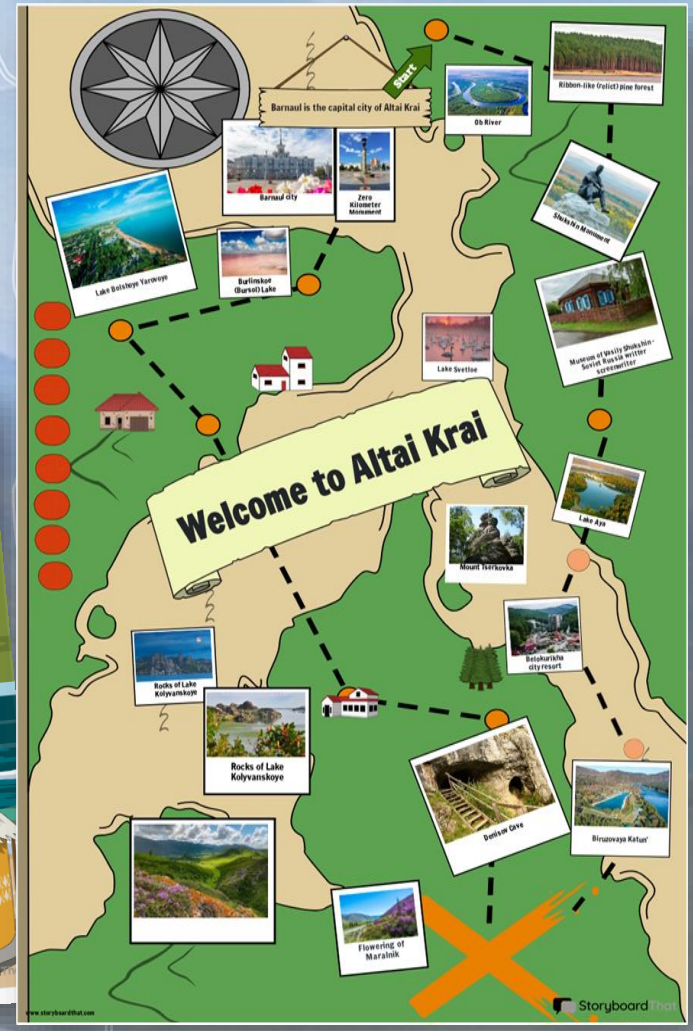 Start
Barnaul is the capital city of Altai Krai
Ob River
Ribbon-like (relict) pine forest
Barnaul city
Zero
Kilometer
Monument
Shukshin Monument
Lake Bolshoye Yarovoye
Burlinskoe
(Bursol) Lake
Museum of Vasily Shukshin -
Soviet Russia writter
screenwriter
Lake Svetloe
Welcome to Altai Krai
Lake Aya
Mount Tserkovka
Belokurikha
city resort
Rocks of Lake
Kolyvanskoye
Rocks of Lake
Kolyvanskoye
Denisov Cave
Biruzovaya Katun'
Flowering of
Maralnik
www.storyboardthat.com
StoryboardThat